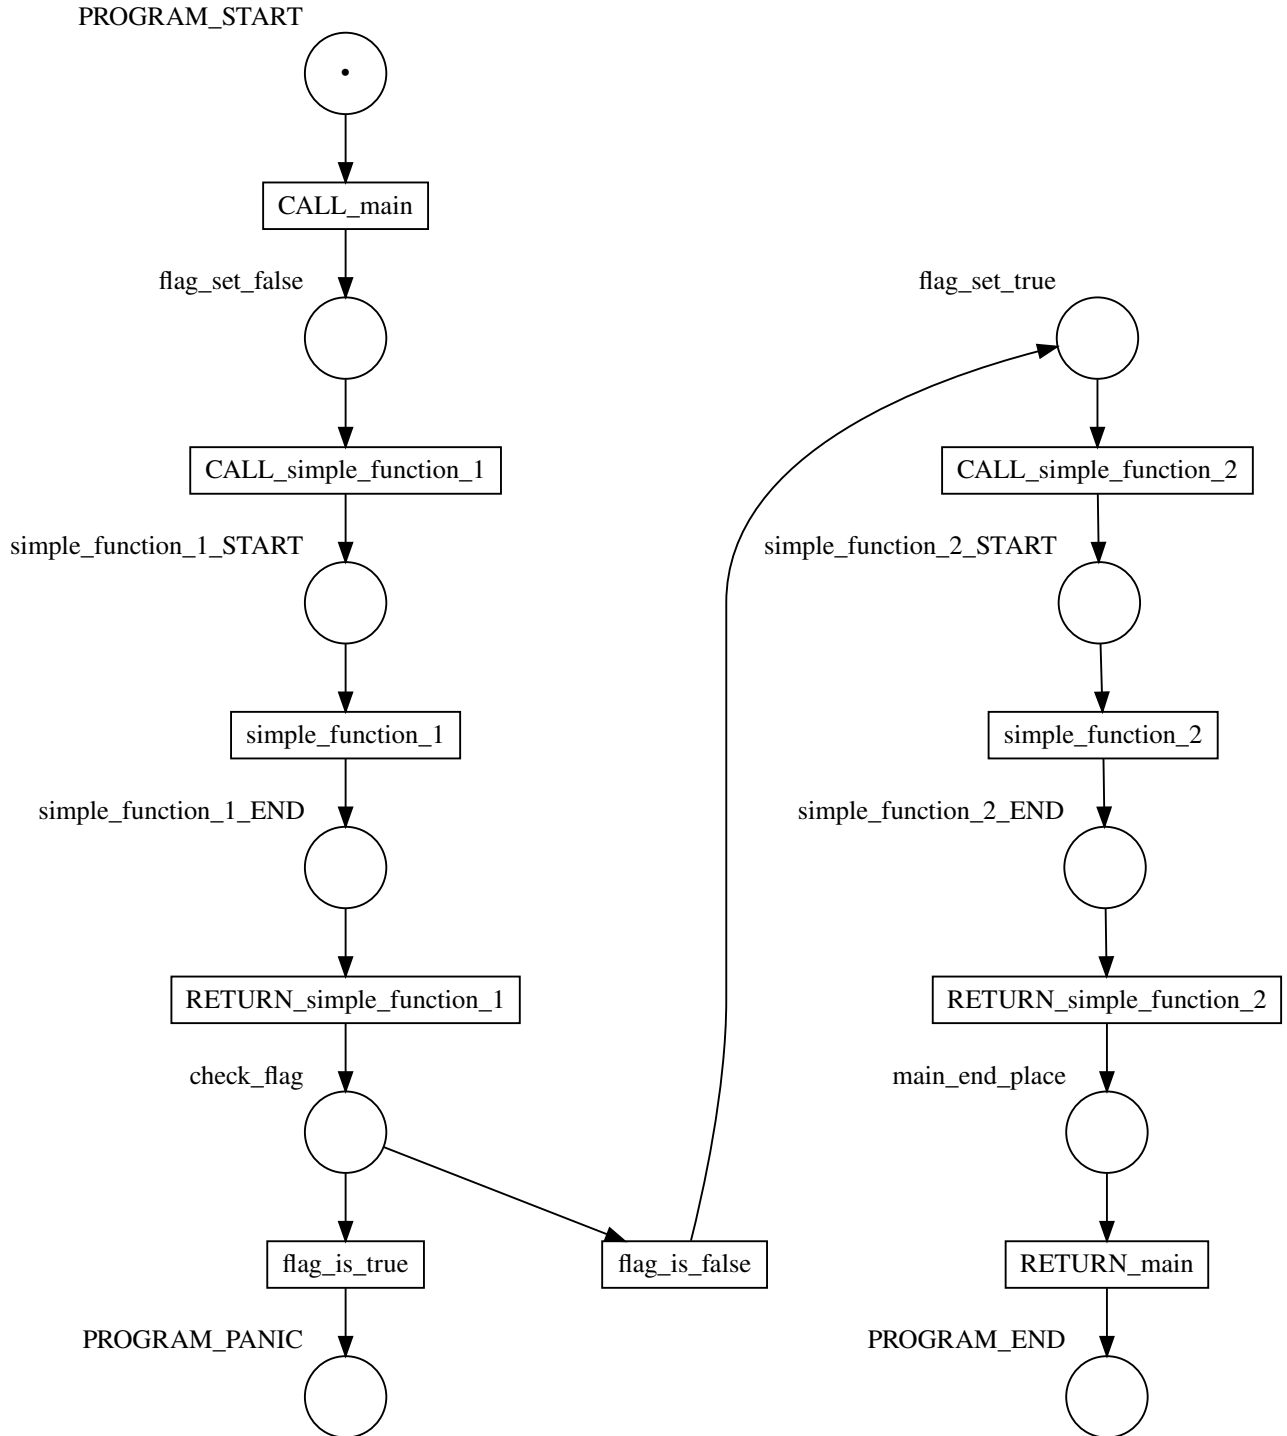 PROGRAM_START
CALL_main
flag_set_false
CALL_simple_function_1
simple_function_1_START
simple_function_1
simple_function_1_END
RETURN_simple_function_1
check_flag
flag_is_true
PROGRAM_PANIC
flag_is_false
flag_set_true
CALL_simple_function_2
simple_function_2_START
simple_function_2
simple_function_2_END
RETURN_simple_function_2
main_end_place
RETURN_main
PROGRAM_END